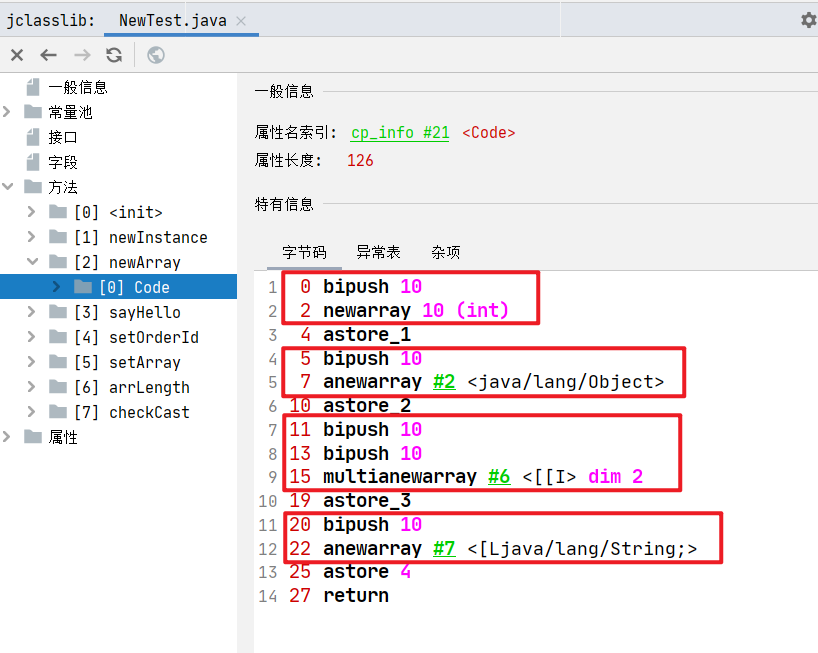 jclasslib: NewTest.java
一般信息
常量池
接口
字段
方法
[0] <init>
[1] newInstance
[2] newArray
[0] Code
[3] sayHello
[4] setOrderId
[5] setArray
[6] arrLength
[7] checkCast
属性
一般信息
属性名索引: cp_info #21 <Code>
属性长度: 126
特有信息
字节码 异常表 杂项
1 0 bipush 10
2 2 newarray 10 (int)
3 4 astore_1
4 5 bipush 10
5 7 anewarray #2 <java/lang/Object>
6 10 astore_2
7 11 bipush 10
8 13 bipush 10
9 15 multianewarray #6 <[[I> dim 2
10 19 astore_3
11 20 bipush 10
12 22 anewarray #7 <[Ljava/lang/String;>
13 25 astore 4
14 27 return